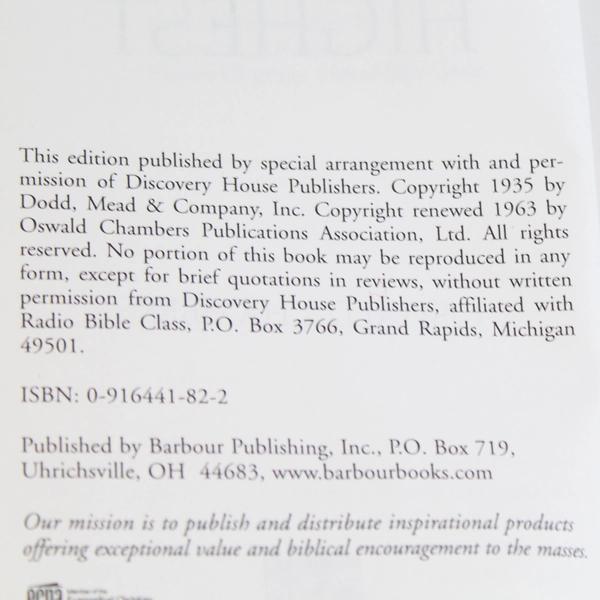 This edition published by special arrangement with and per-
mission of Discovery House Publishers. Copyright 1935 by
Dodd, Mead & Company, Inc. Copyright renewed 1963 by
Oswald Chambers Publications Association, Ltd. All rights
reserved. No portion of this book may be reproduced in any
form, except for brief quotations in reviews, without written
permission from Discovery House Publishers, affiliated with
Radio Bible Class, P.O. Box 3766, Grand Rapids, Michigan
49501.
ISBN: 0-916441-82-2
Published by Barbour Publishing, Inc., P.O. Box 719,
Uhrichsville, OH 44683, www.barbourbooks.com
Our mission is to publish and distribute inspirational products
offering exceptional value and biblical encouragement to the masses.